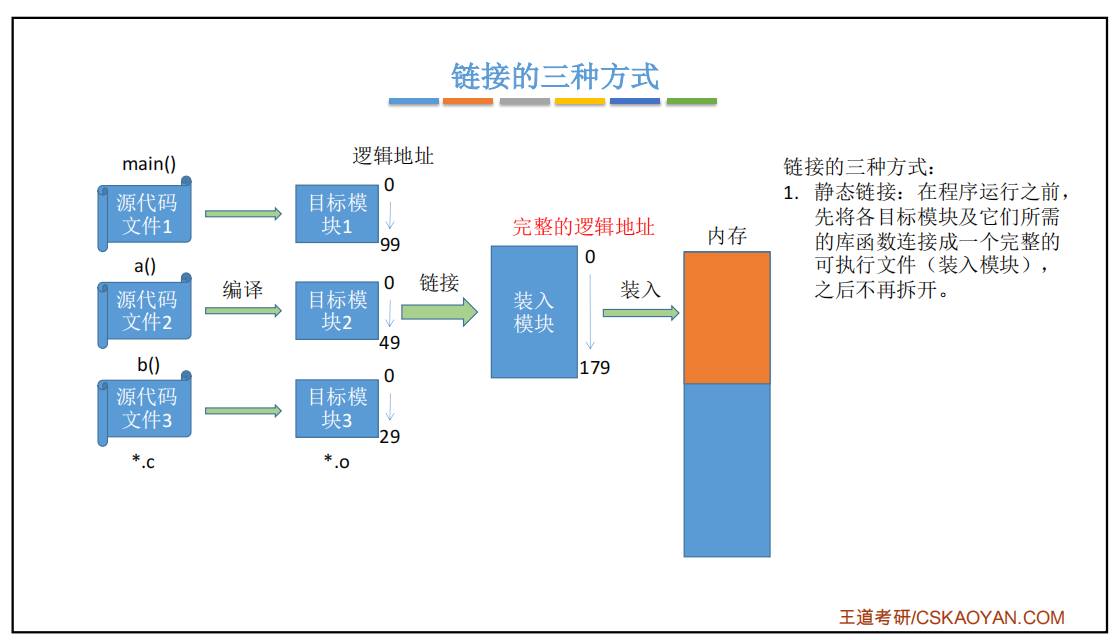 链接的三种方式
main()
源代码
文件1
a()
源代码
文件2
b()
源代码
文件3
*.c
编译
逻辑地址
目标模
块1
0
99
目标模
块2
0
49
目标模
块3
0
29
*.o
链接
完整的逻辑地址
装入
模块
0
179
装入
内存
链接的三种方式:
1. 静态链接：在程序运行之前，
先将各目标模块及它们所需
的库函数连接成一个完整的
可执行文件（装入模块），
之后不再拆开。
王道考研/CSKAOYAN.COM